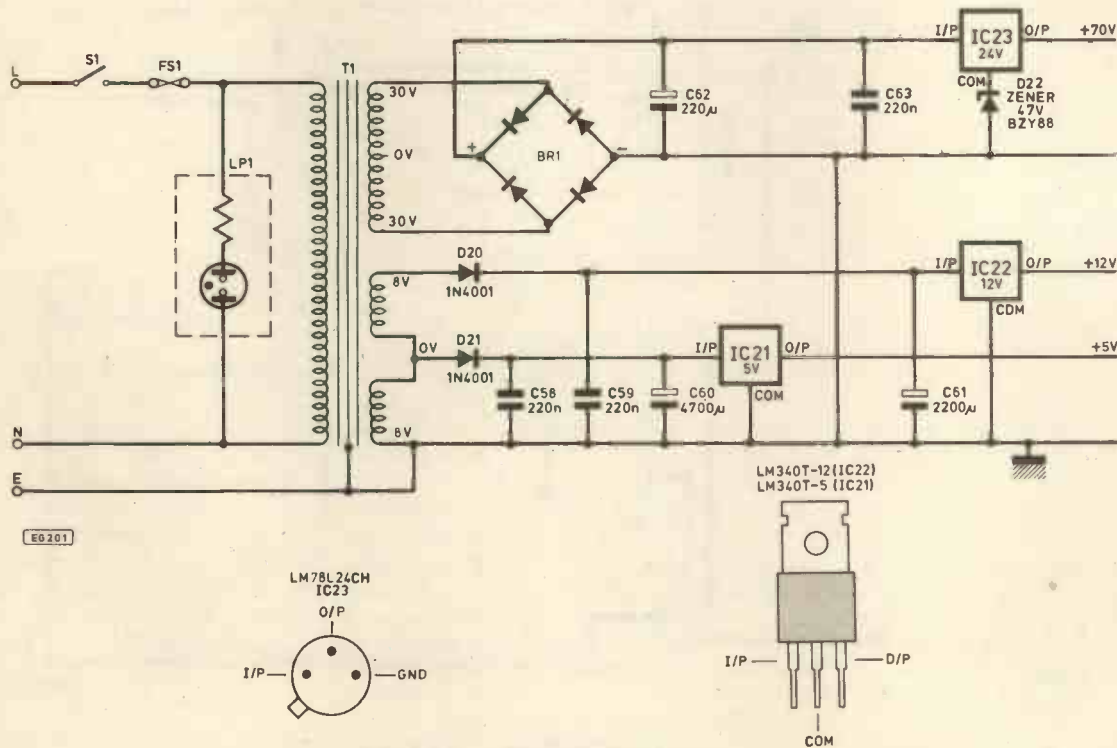 S1
L
FS1
T1
30V
0V
30V
LP1
BR1
+
-
C62
220µ
C63
220n
I/P
IC23
24V
O/P
+70V
COM
D22
ZENER
47V
BZY88
8V
D20
1N4001
0V
D21
1N4001
8V
C58
220n
C59
220n
C60
4700µ
I/P
IC21
5V
O/P
COM
I/P
IC22
12V
O/P
+12V
CDM
+5V
C61
2200µ
N
E
EG201
LM78L24CH
IC23
O/P
I/P
GND
LM340T-12(IC22)
LM340T-5 (IC21)
I/P
D/P
COM